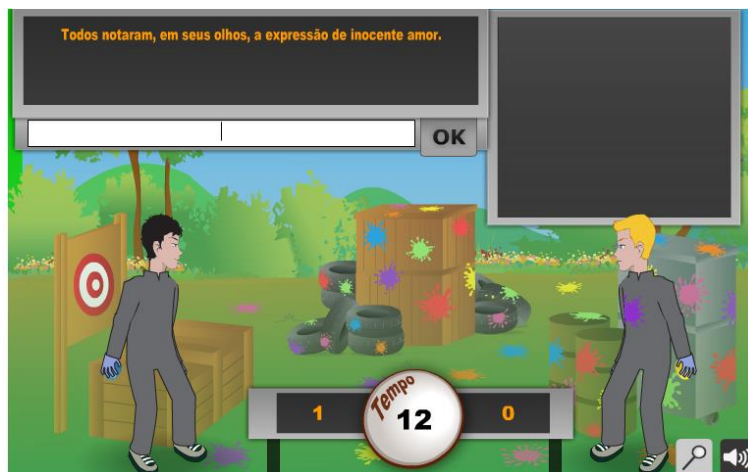 Todos notaram, em seus olhos, a expressão de inocente amor.
OK
Tempo
1
12
0